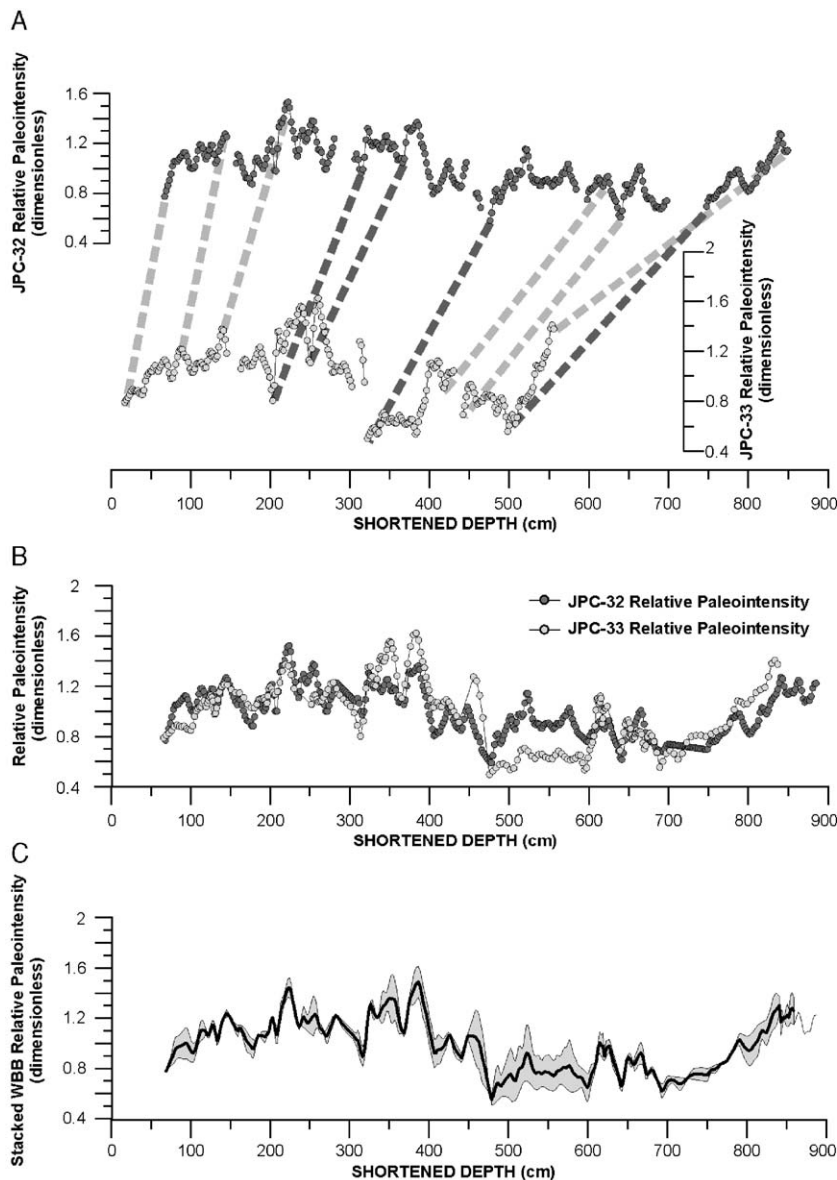 A
JPC-32 Relative Paleointensity
(dimensionless)
1.6
1.2
0.8
0.4
2
1.6
1.2
0.8
0.4
JPC-33 Relative Paleointensity
(dimensionless)
0 100 200 300 400 500 600 700 800 900
SHORTENED DEPTH (cm)
B
Relative Paleointensity
(dimensionless)
2
1.6
1.2
0.8
0.4
JPC-32 Relative Paleointensity
JPC-33 Relative Paleointensity
0 100 200 300 400 500 600 700 800 900
SHORTENED DEPTH (cm)
C
Stacked WBB Relative Paleointensity
(dimensionless)
2
1.6
1.2
0.8
0.4
0 100 200 300 400 500 600 700 800 900
SHORTENED DEPTH (cm)